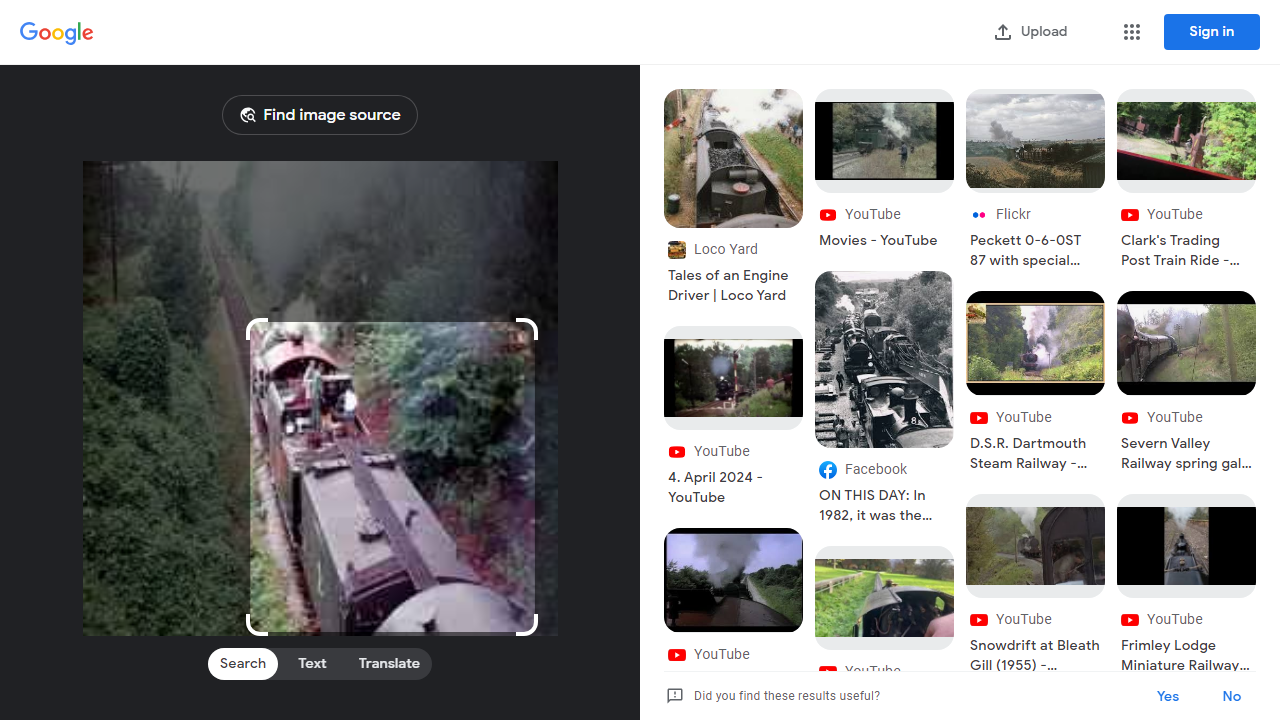 Google
Upload
Sign in
Find image source
Search
Text
Translate
Loco Yard
Tales of an Engine
Driver | Loco Yard
YouTube
4. April 2024 -
YouTube
YouTube
YouTube
Movies - YouTube
Facebook
ON THIS DAY: In
1982, it was the...
YouTube
Flickr
Peckett 0-6-0ST
87 with special...
YouTube
D.S.R. Dartmouth
Steam Railway -...
YouTube
Snowdrift at Bleath
Gill (1955) -...
YouTube
Clark's Trading
Post Train Ride -...
YouTube
Severn Valley
Railway spring gal...
YouTube
Frimley Lodge
Miniature Railway...
Did you find these results useful?
Yes
No